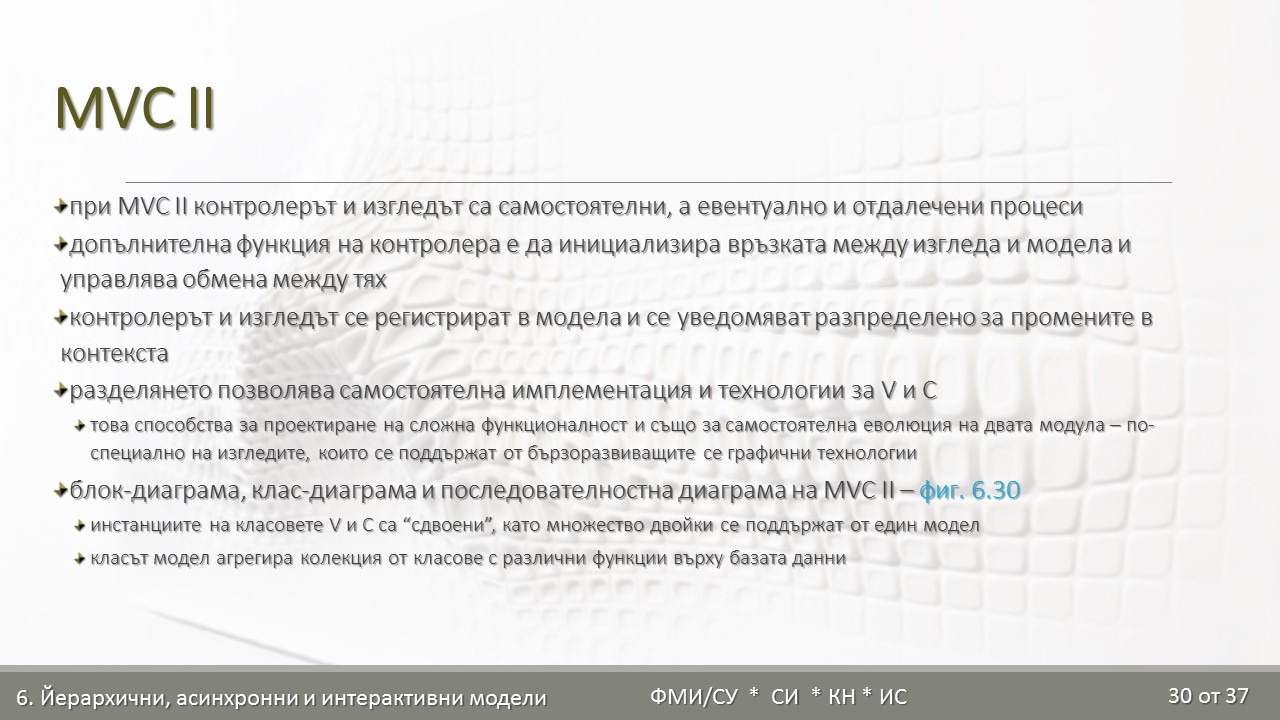 MVC II
при MVC II контролерът и изгледът са самостоятелни, а евентуално и отдалечени процеси
допълнителна функция на контролера е да инициализира връзката между изгледа и модела и
управлява обмена между тях
контролерът и изгледът се регистрират в модела и се уведомяват разпределено за промените в
контекста
разделянето позволява самостоятелна имплементация и технологии за V и C
това способства за проектиране на сложна функционалност и също за самостоятелна еволюция на двата модула – по-
специално на изгледите, които се поддържат от бързоразвиващите се графични технологии
блок-диаграма, клас-диаграма и последователностна диаграма на MVC II – фиг. 6.30
инстанциите на класовете V и C са “сдвоени”, като множество двойки се поддържат от един модел
класът модел агрегира колекция от класове с различни функции върху базата данни
6. Йерархични, асинхронни и интерактивни модели
ФМИ/СУ * СИ * КН * ИС
30 от 37